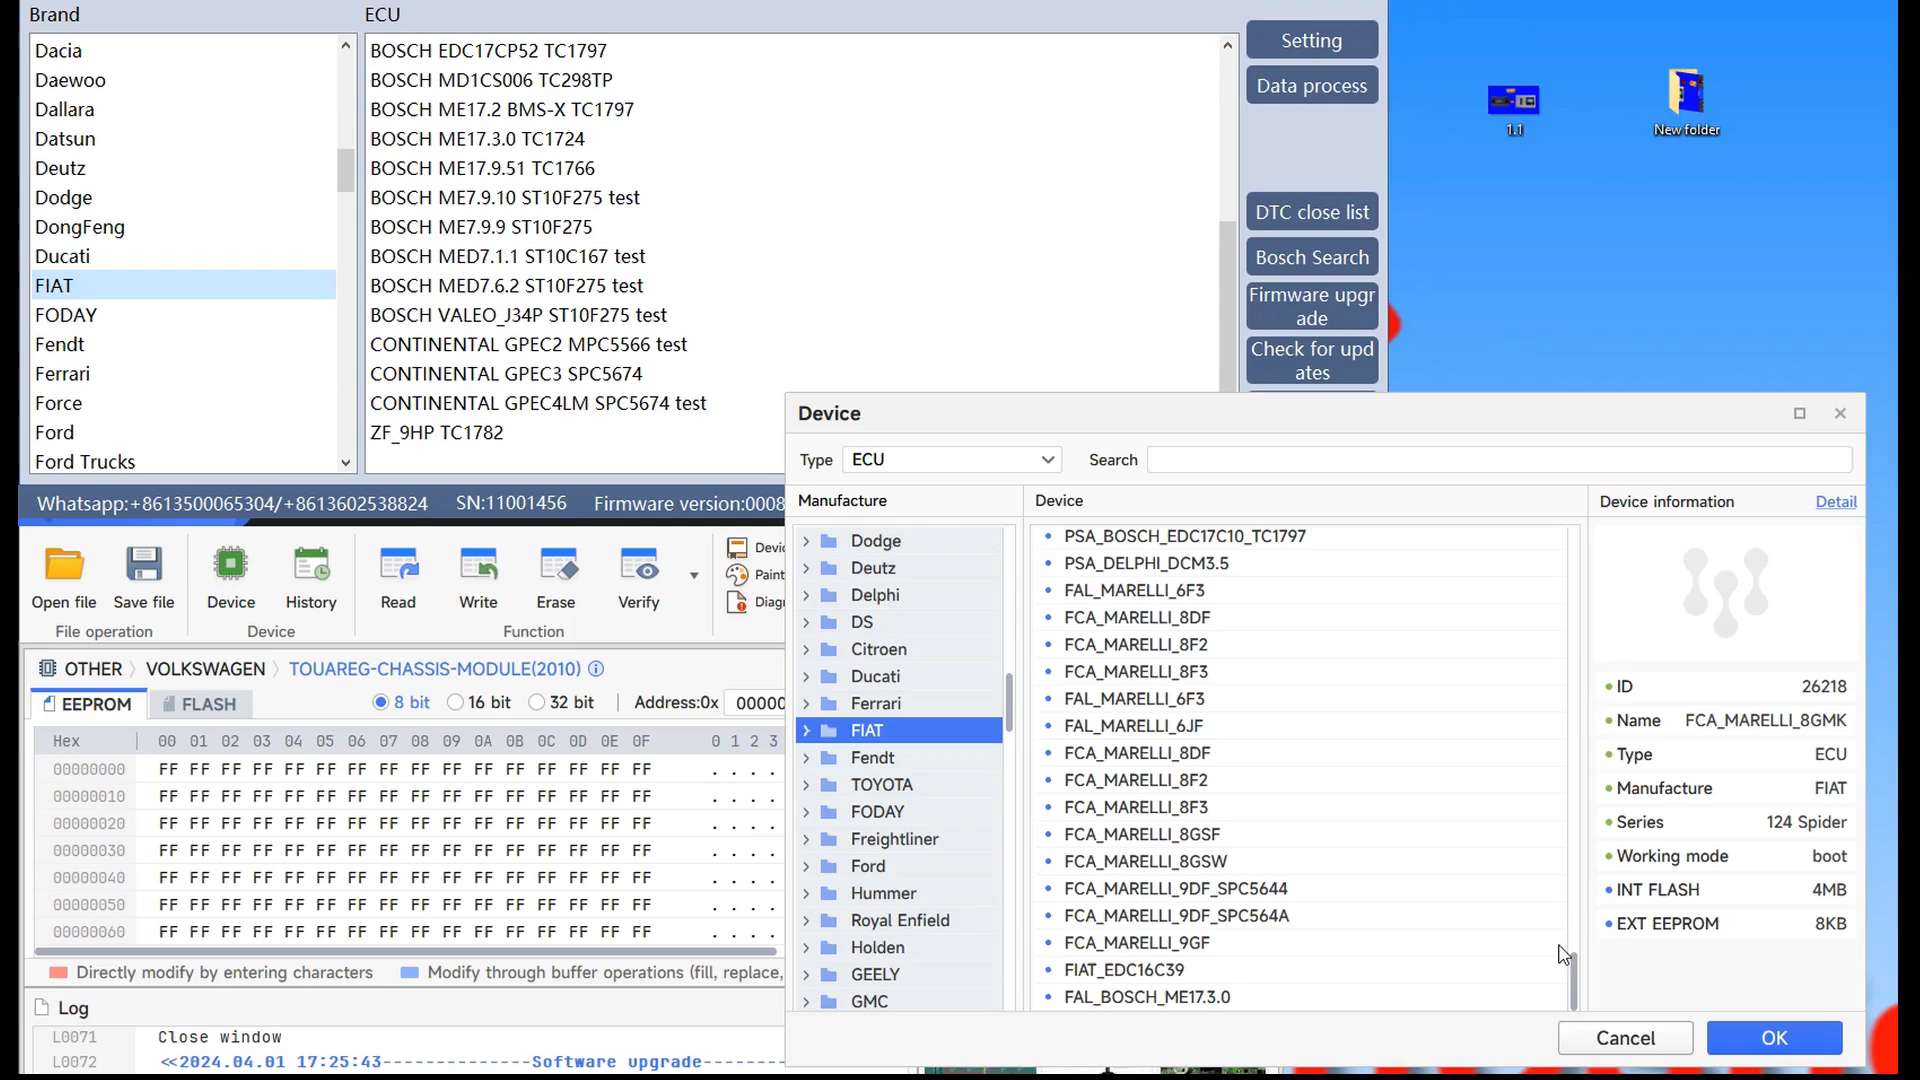 Brand
ECU
Dacia
Daewoo
Dallara
Datsun
Deutz
Dodge
DongFeng
Ducati
FIAT
FODAY
Fendt
Ferrari
Force
Ford
Ford Trucks
BOSCH EDC17CP52 TC1797
BOSCH MD1CS006 TC298TP
BOSCH ME17.2 BMS-X TC1797
BOSCH ME17.3.0 TC1724
BOSCH ME17.9.51 TC1766
BOSCH ME7.9.10 ST10F275 test
BOSCH ME7.9.9 ST10F275
BOSCH MED7.1.1 ST10C167 test
BOSCH MED7.6.2 ST10F275 test
BOSCH VALEO_J34P ST10F275 test
CONTINENTAL GPEC2 MPC5566 test
CONTINENTAL GPEC3 SPC5674
CONTINENTAL GPEC4LM SPC5674 test
ZF_9HP TC1782
Setting
Data process
DTC close list
Bosch Search
Firmware upgr
ade
Check for upd
ates
1.1
New folder
Whatsapp:+8613500065304/+8613602538824 SN:11001456 Firmware version:0008
Open file
Save file
Device
History
Read
Write
Erase
Verify
Devic
Paint
Diagr
File operation
Device
Function
OTHER VOLKSWAGEN TOUAREG-CHASSIS-MODULE(2010)
EEPROM
FLASH
8 bit
16 bit
32 bit
Address:0x
00000
Hex 00 01 02 03 04 05 06 07 08 09 0A 0B 0C 0D 0E 0F 0 1 2 3
00000000 FF FF FF FF FF FF FF FF FF FF FF FF FF FF FF FF . . . .
00000010 FF FF FF FF FF FF FF FF FF FF FF FF FF FF FF FF . . . .
00000020 FF FF FF FF FF FF FF FF FF FF FF FF FF FF FF FF . . . .
00000030 FF FF FF FF FF FF FF FF FF FF FF FF FF FF FF FF . . . .
00000040 FF FF FF FF FF FF FF FF FF FF FF FF FF FF FF FF . . . .
00000050 FF FF FF FF FF FF FF FF FF FF FF FF FF FF FF FF . . . .
00000060 FF FF FF FF FF FF FF FF FF FF FF FF FF FF FF FF . . . .
Directly modify by entering characters
Modify through buffer operations (fill, replace,
Log
L0071 Close window
L0072 <<2024.04.01 17:25:43--------------Software upgrade-------
Device
Type
ECU
Search
Manufacture
Dodge
Deutz
Delphi
DS
Citroen
Ducati
Ferrari
FIAT
Fendt
TOYOTA
FODAY
Freightliner
Ford
Hummer
Royal Enfield
Holden
GEELY
GMC
Device
PSA_BOSCH_EDC17C10_TC1797
PSA_DELPHI_DCM3.5
FAL_MARELLI_6F3
FCA_MARELLI_8DF
FCA_MARELLI_8F2
FCA_MARELLI_8F3
FAL_MARELLI_6F3
FAL_MARELLI_6JF
FCA_MARELLI_8DF
FCA_MARELLI_8F2
FCA_MARELLI_8F3
FCA_MARELLI_8GSF
FCA_MARELLI_8GSW
FCA_MARELLI_9DF_SPC5644
FCA_MARELLI_9DF_SPC564A
FCA_MARELLI_9GF
FIAT_EDC16C39
FAL_BOSCH_ME17.3.0
Device information
Detail
ID 26218
Name FCA_MARELLI_8GMK
Type ECU
Manufacture FIAT
Series 124 Spider
Working mode boot
INT FLASH 4MB
EXT EEPROM 8KB
Cancel
OK